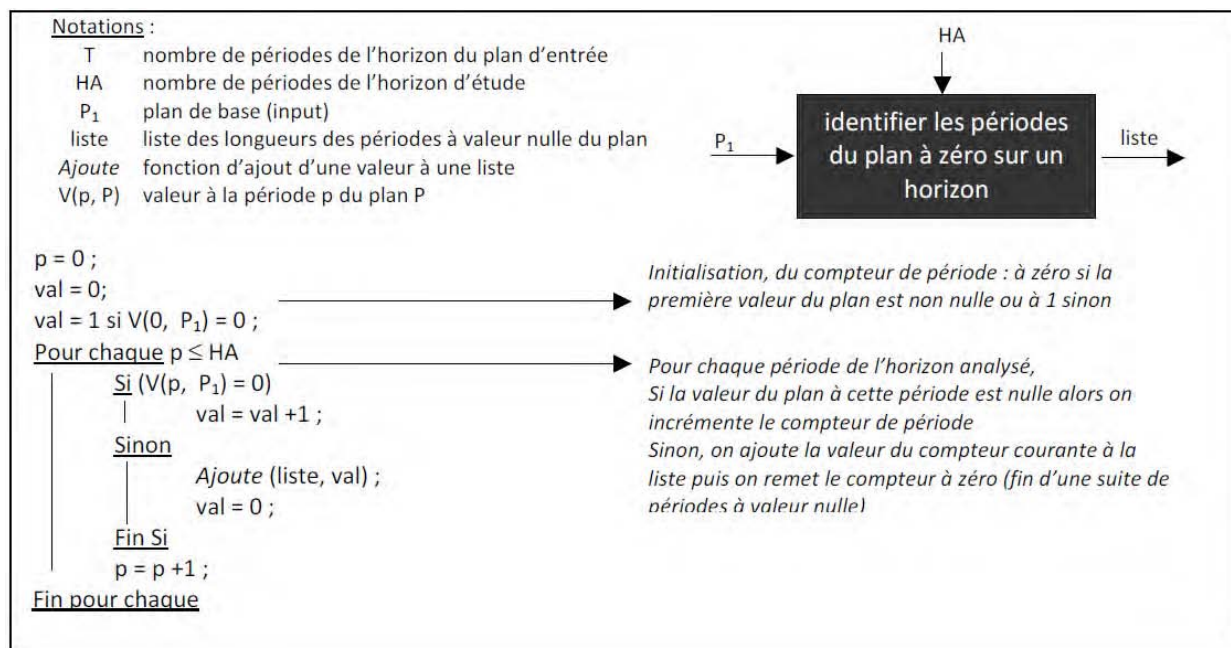 Notations :
T nombre de périodes de l'horizon du plan d'entrée
HA nombre de périodes de l'horizon d'étude
P₁ plan de base (input)
liste liste des longueurs des périodes à valeur nulle du plan
Ajoute fonction d'ajout d'une valeur à une liste
V(p, P) valeur à la période p du plan P
HA
P₁
identifier les périodes
du plan à zéro sur un
horizon
liste
p = 0 ;
val = 0;
val = 1 si V(0, P₁) = 0 ;
Pour chaque p ≤ HA
Si (V(p, P₁) = 0)
val = val +1 ;
Sinon
Ajoute (liste, val) ;
val = 0 ;
Fin Si
p = p +1 ;
Fin pour chaque
Initialisation, du compteur de période : à zéro si la
première valeur du plan est non nulle ou à 1 sinon
Pour chaque période de l'horizon analysé,
Si la valeur du plan à cette période est nulle alors on
incrémente le compteur de période
Sinon, on ajoute la valeur du compteur courante à la
liste puis on remet le compteur à zéro (fin d'une suite de
périodes à valeur nulle)